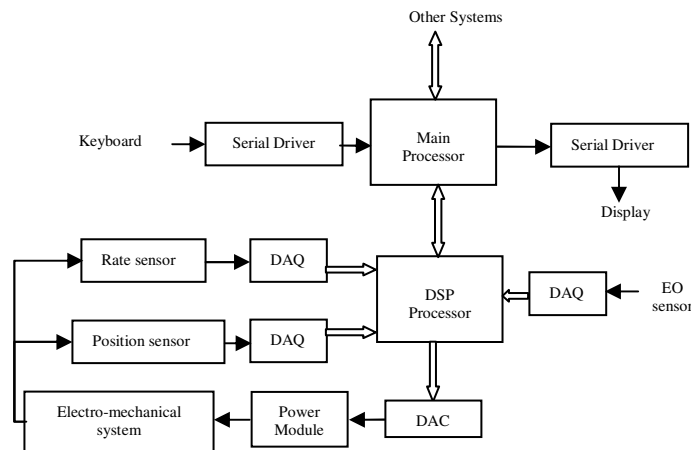 Other Systems
Keyboard
Serial Driver
Main
Processor
Serial Driver
Display
Rate sensor
DAQ
DSP
Processor
DAQ
EO
sensor
Position sensor
DAQ
Electro-mechanical
system
Power
Module
DAC